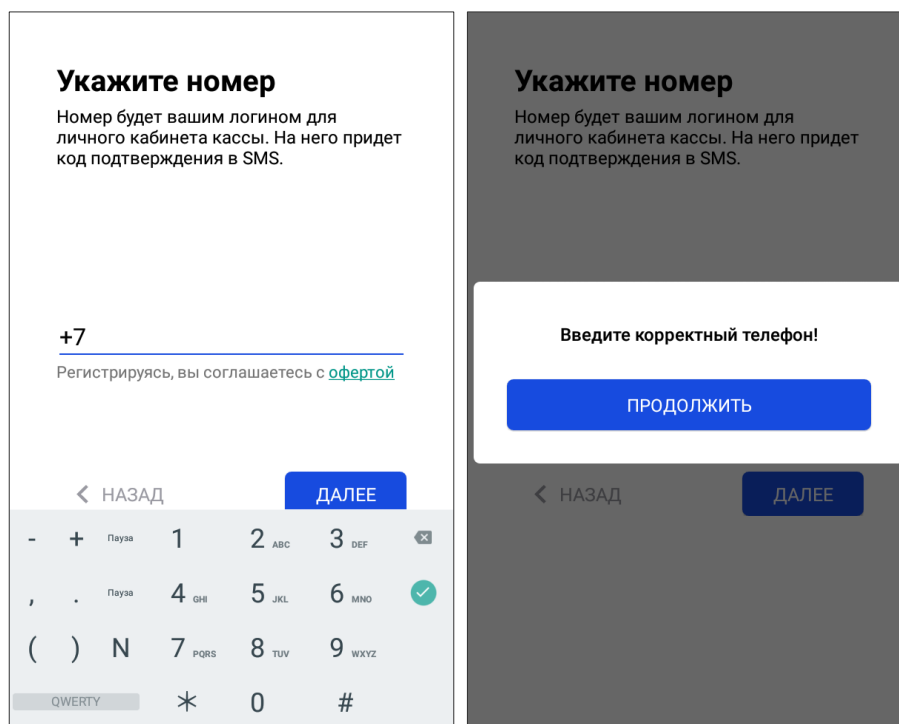 Укажите номер
Номер будет вашим логином для
личного кабинета кассы. На него придет
код подтверждения в SMS.
+7
Регистрируясь, вы соглашаетесь с офертой
НАЗАД
ДАЛЕЕ
- + Пауза 1 2 ABC 3 DEF
, . Пауза 4 GHI 5 JKL 6 MNO
( ) N 7 PQRS 8 TUV 9 WXYZ
QWERTY * 0 #
Укажите номер
Номер будет вашим логином для
личного кабинета кассы. На него придет
код подтверждения в SMS.
Введите корректный телефон!
ПРОДОЛЖИТЬ
НАЗАД
ДАЛЕЕ